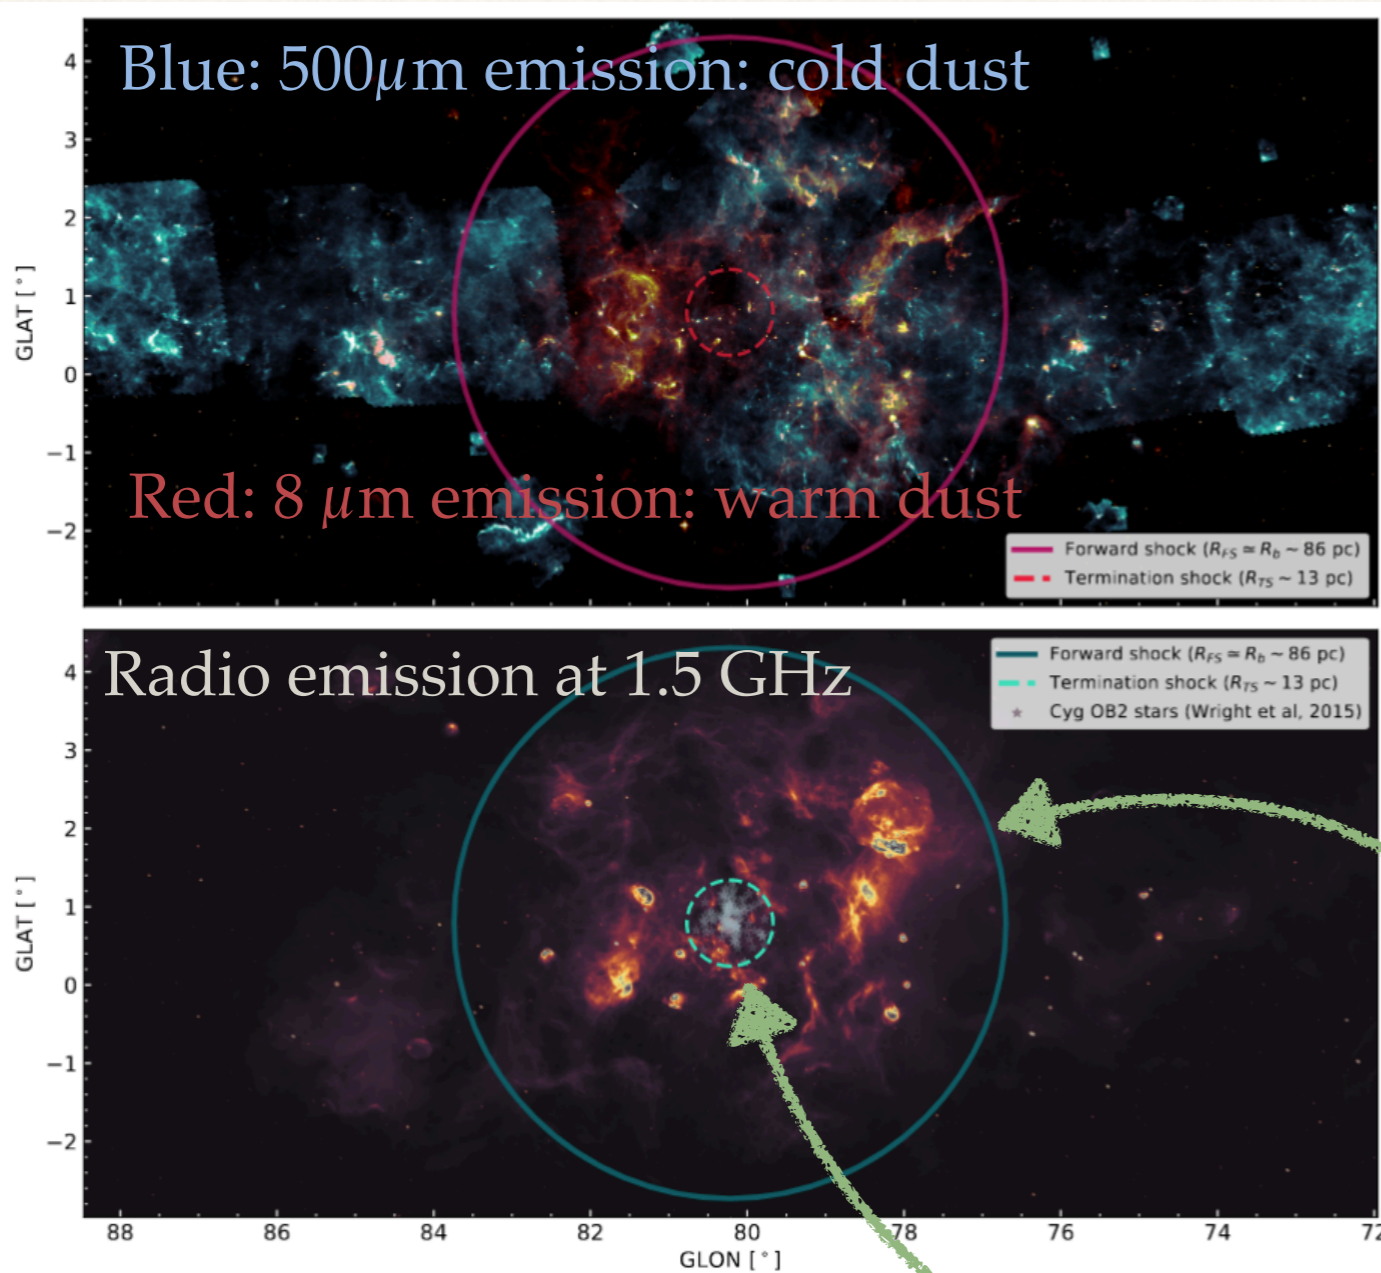 Blue: 500μm emission: cold dust
Red: 8 μm emission: warm dust
Forward shock (R_FS ≃ R_b ~ 86 pc)
Termination shock (R_TS ~ 13 pc)
GLAT [°]
4
3
2
1
0
−1
−2
Radio emission at 1.5 GHz
Forward shock (R_FS ≃ R_b ~ 86 pc)
Termination shock (R_TS ~ 13 pc)
Cyg OB2 stars (Wright et al, 2015)
GLAT [°]
4
3
2
1
0
−1
−2
88 86 84 82 80 78 76 74 72
GLON [°]